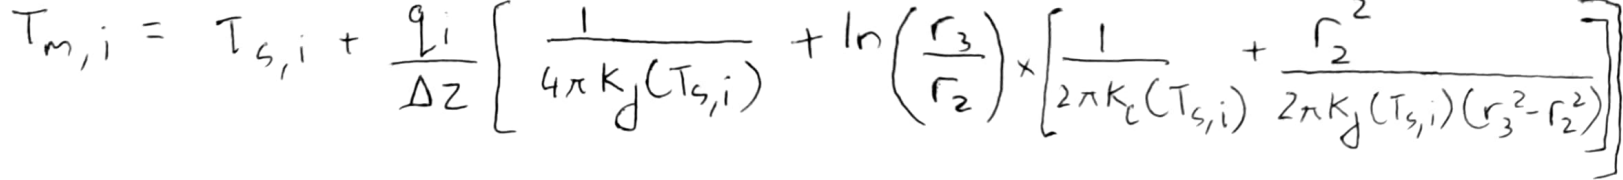 T_{m,i} = T_{s,i} + \frac{q_i}{\Delta z} \left[ \frac{1}{4\pi K_f(T_{s,i})} + \ln\left(\frac{r_3}{r_2}\right) \times \left[ \frac{1}{2\pi K_c(T_{s,i})} + \frac{r_2^2}{2\pi K_f(T_{s,i})(r_3^2 - r_2^2)} \right] \right]